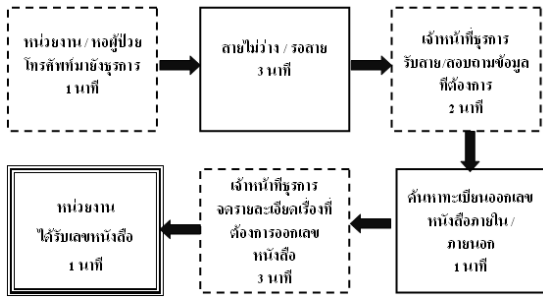 หน่วยงาน / หอผู้ป่วย
โทรศัพท์มายังธุรการ
1 นาที
สายไม่ว่าง / รอสาย
3 นาที
เจ้าหน้าที่ธุรการ
รับสาย/สอบถามข้อมูล
ที่ต้องการ
2 นาที
ค้นหาทะเบียนออกเลข
หนังสือภายใน /
ภายนอก
1 นาที
เจ้าหน้าที่ธุรการ
จดรายละเอียดเรื่องที่
ต้องการออกเลข
หนังสือ
3 นาที
หน่วยงาน
ได้รับเลขหนังสือ
1 นาที